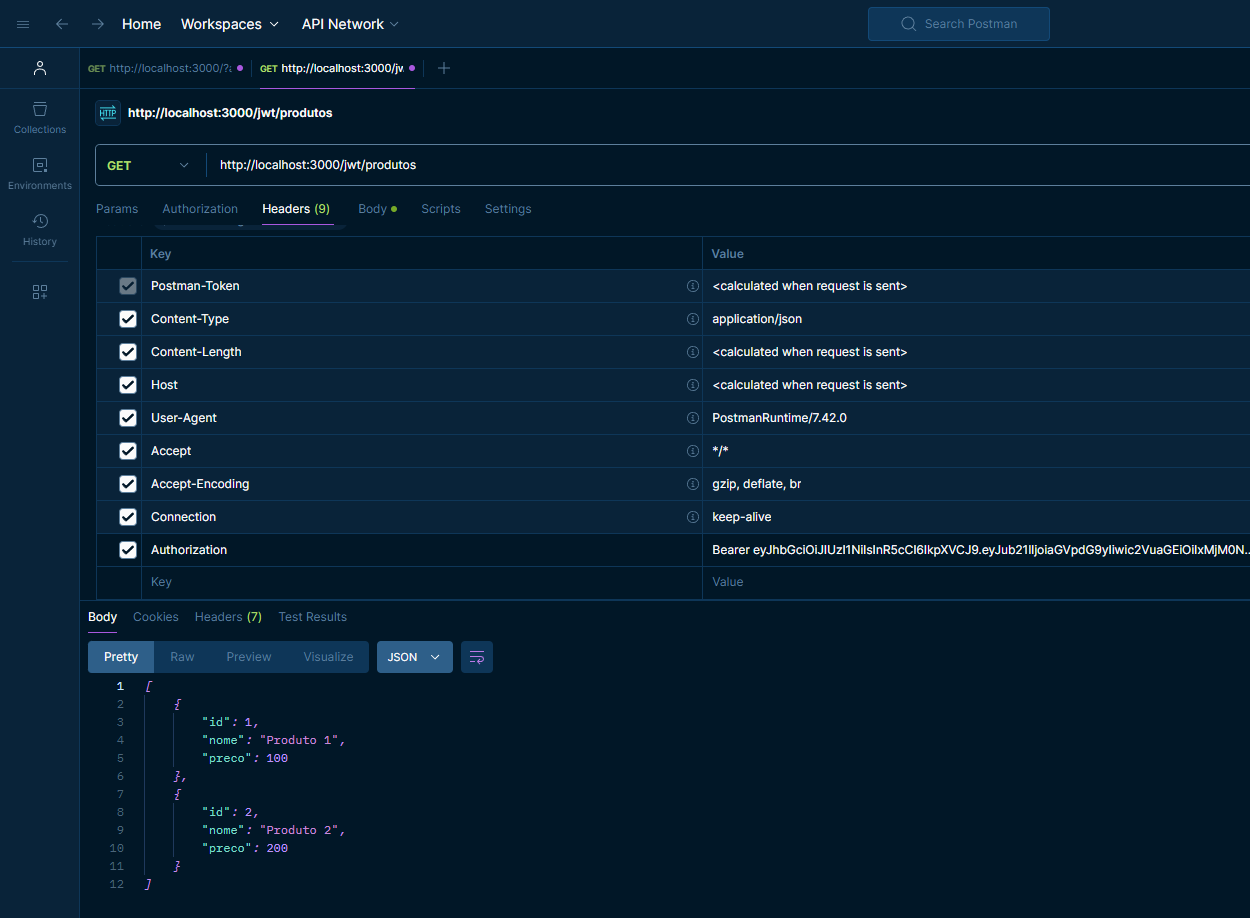 Home Workspaces API Network Search Postman
GET http://localhost:3000/?a GET http://localhost:3000/jw
Collections
Environments
History
HTTP http://localhost:3000/jwt/produtos
GET http://localhost:3000/jwt/produtos
Params Authorization Headers (9) Body Scripts Settings
Key Value
Postman-Token <calculated when request is sent>
Content-Type application/json
Content-Length <calculated when request is sent>
Host <calculated when request is sent>
User-Agent PostmanRuntime/7.42.0
Accept */*
Accept-Encoding gzip, deflate, br
Connection keep-alive
Authorization Bearer eyJhbGciOiJIUzI1NiIsInR5cCI6IkpXVCJ9.eyJub21lIjoiaGVpdG9yIiwic2VuaGEiOiIxMjM0N...
Key Value
Body Cookies Headers (7) Test Results
Pretty Raw Preview Visualize JSON
1 [
2 {
3 "id": 1,
4 "nome": "Produto 1",
5 "preco": 100
6 },
7 {
8 "id": 2,
9 "nome": "Produto 2",
10 "preco": 200
11 }
12 ]